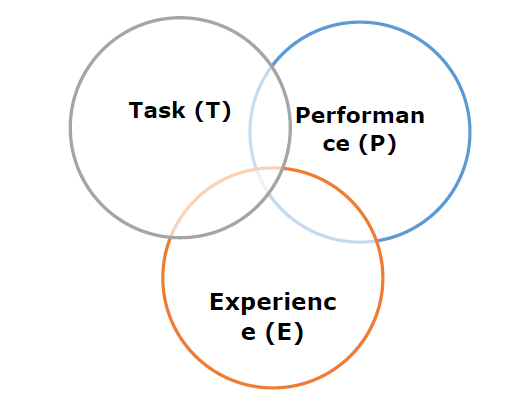 Task (T)
Performan
ce (P)
Experienc
e (E)